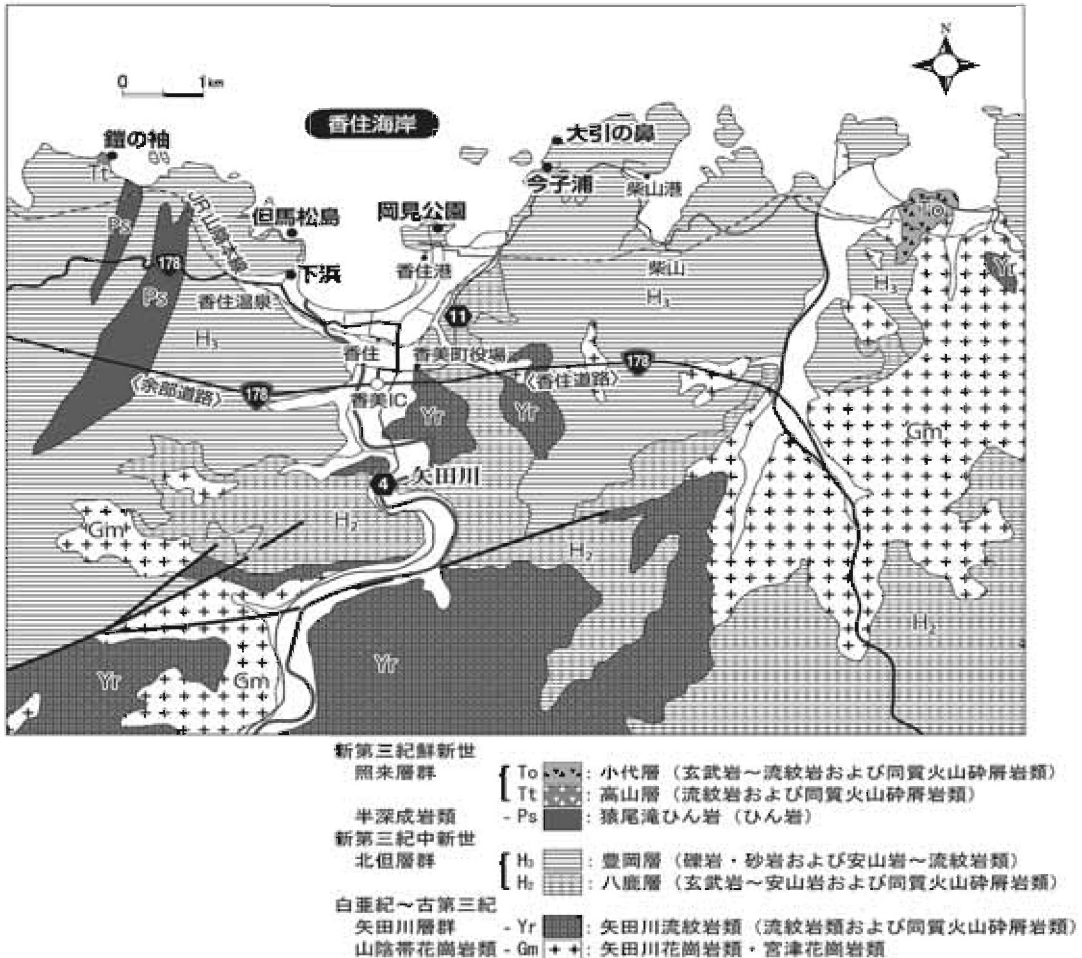 N
0 1km
香住海岸
鎧の袖
大引の鼻
Tt
今子浦
柴山港
JR山陰本線
但馬松島
岡見公園
Ps
178
下浜
香住港
柴山
Yr
Ps
香住温泉
H3
H3
11
H3
香住
香美町役場
178
〈余部道路〉
178
香美IC
〈香住道路〉
Yr
Yr
Gm
4
矢田川
H2
Gm
H2
H2
Yr
Gm
Yr
新第三紀鮮新世
照来層群 To : 小代層(玄武岩~流紋岩および同質火山砕屑岩類)
Tt : 高山層(流紋岩および同質火山砕屑岩類)
半深成岩類 - Ps : 猿尾滝ひん岩(ひん岩)
新第三紀中新世
北但層群 H3 : 豊岡層(礫岩・砂岩および安山岩~流紋岩類)
H2 : 八鹿層(玄武岩~安山岩および同質火山砕屑岩類)
白亜紀~古第三紀
矢田川層群 - Yr : 矢田川流紋岩類(流紋岩類および同質火山砕屑岩類)
山陰帯花崗岩類 - Gm : 矢田川花崗岩類・宮津花崗岩類